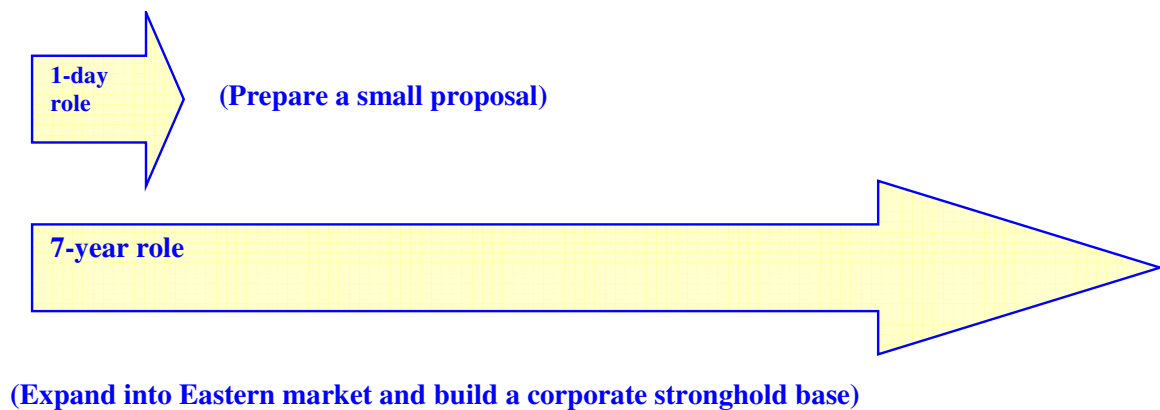 1-day
role
(Prepare a small proposal)
7-year role
(Expand into Eastern market and build a corporate stronghold base)